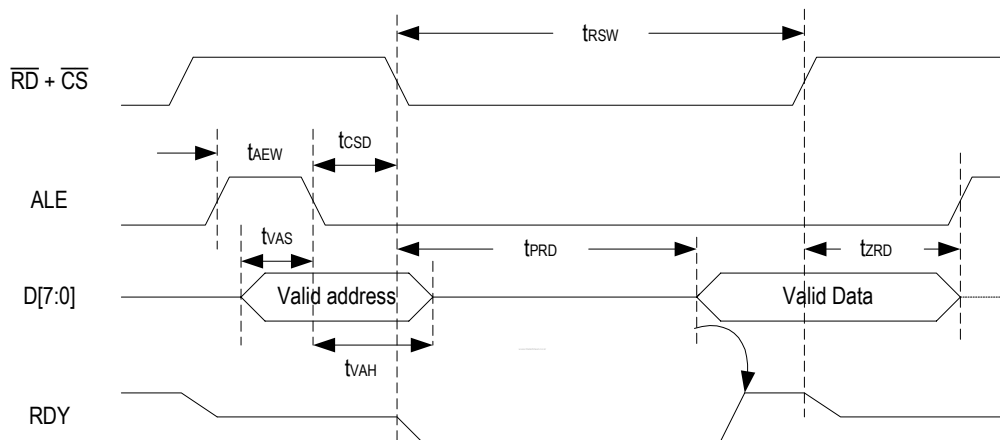 tRSW
RD + CS
tAEW
tCSD
ALE
tVAS
tPRD
tZRD
D[7:0]
Valid address
Valid Data
tVAH
RDY